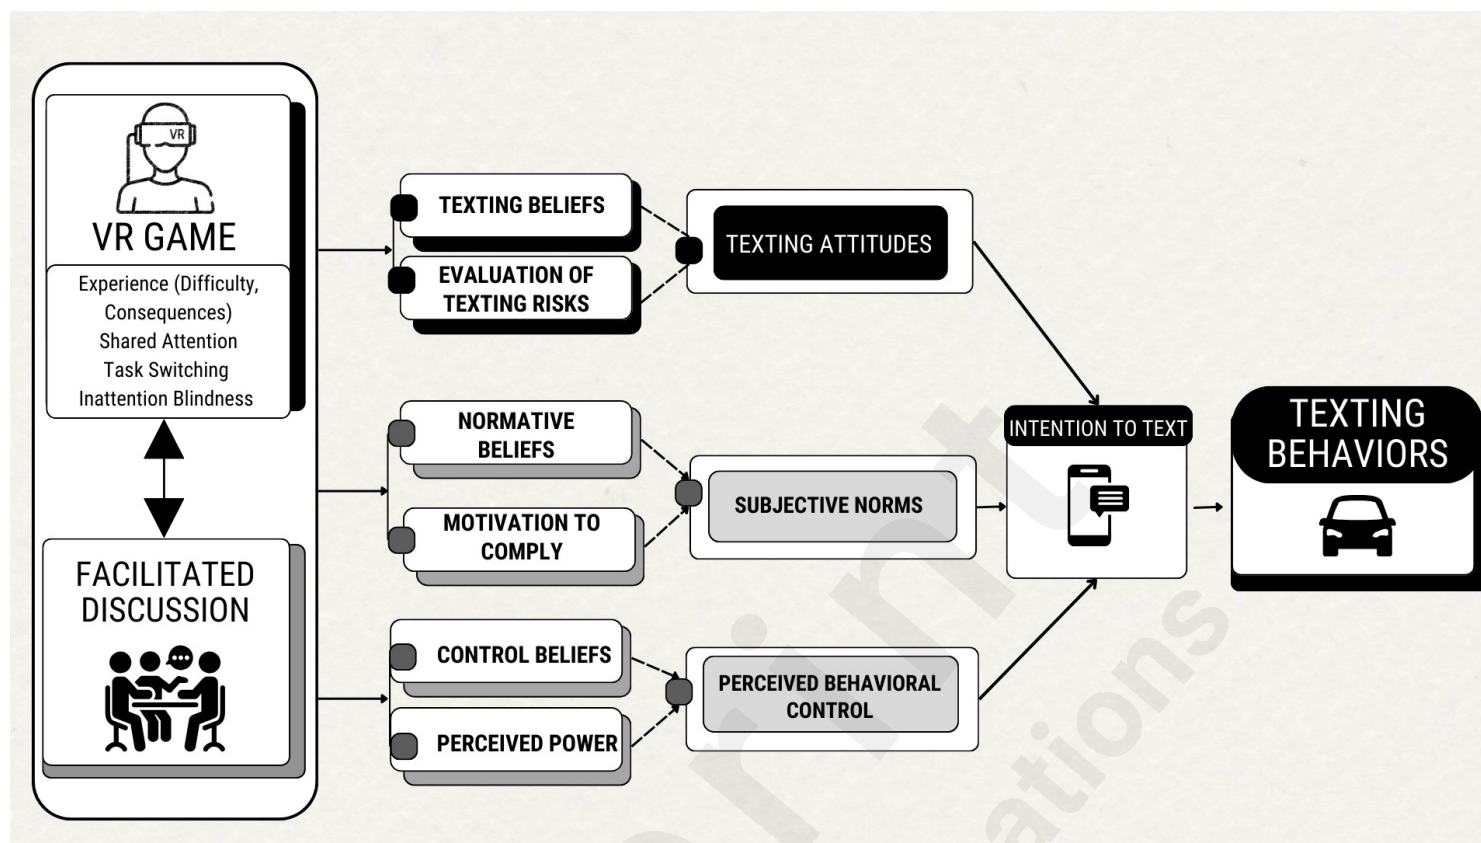 VR
VR GAME
Experience (Difficulty,
Consequences)
Shared Attention
Task Switching
Inattention Blindness
FACILITATED
DISCUSSION
TEXTING BELIEFS
EVALUATION OF
TEXTING RISKS
NORMATIVE
BELIEFS
MOTIVATION TO
COMPLY
CONTROL BELIEFS
PERCEIVED POWER
TEXTING ATTITUDES
SUBJECTIVE NORMS
PERCEIVED BEHAVIORAL
CONTROL
INTENTION TO TEXT
TEXTING
BEHAVIORS
rint
ations